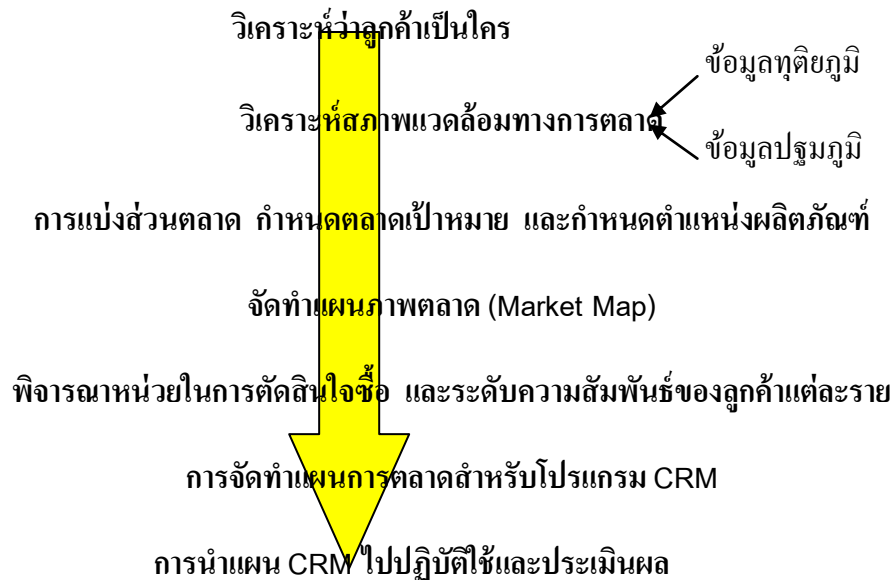 วิเคราะห์ว่าลูกค้าเป็นใคร
ข้อมูลทุติยภูมิ
วิเคราะห์สภาพแวดล้อมทางการตลาด
ข้อมูลปฐมภูมิ
การแบ่งส่วนตลาด กำหนดตลาดเป้าหมาย และกำหนดตำแหน่งผลิตภัณฑ์
จัดทำแผนภาพตลาด (Market Map)
พิจารณาหน่วยในการตัดสินใจซื้อ และระดับความสัมพันธ์ของลูกค้าแต่ละราย
การจัดทำแผนการตลาดสำหรับโปรแกรม CRM
การนำแผน CRM ไปปฏิบัติใช้และประเมินผล